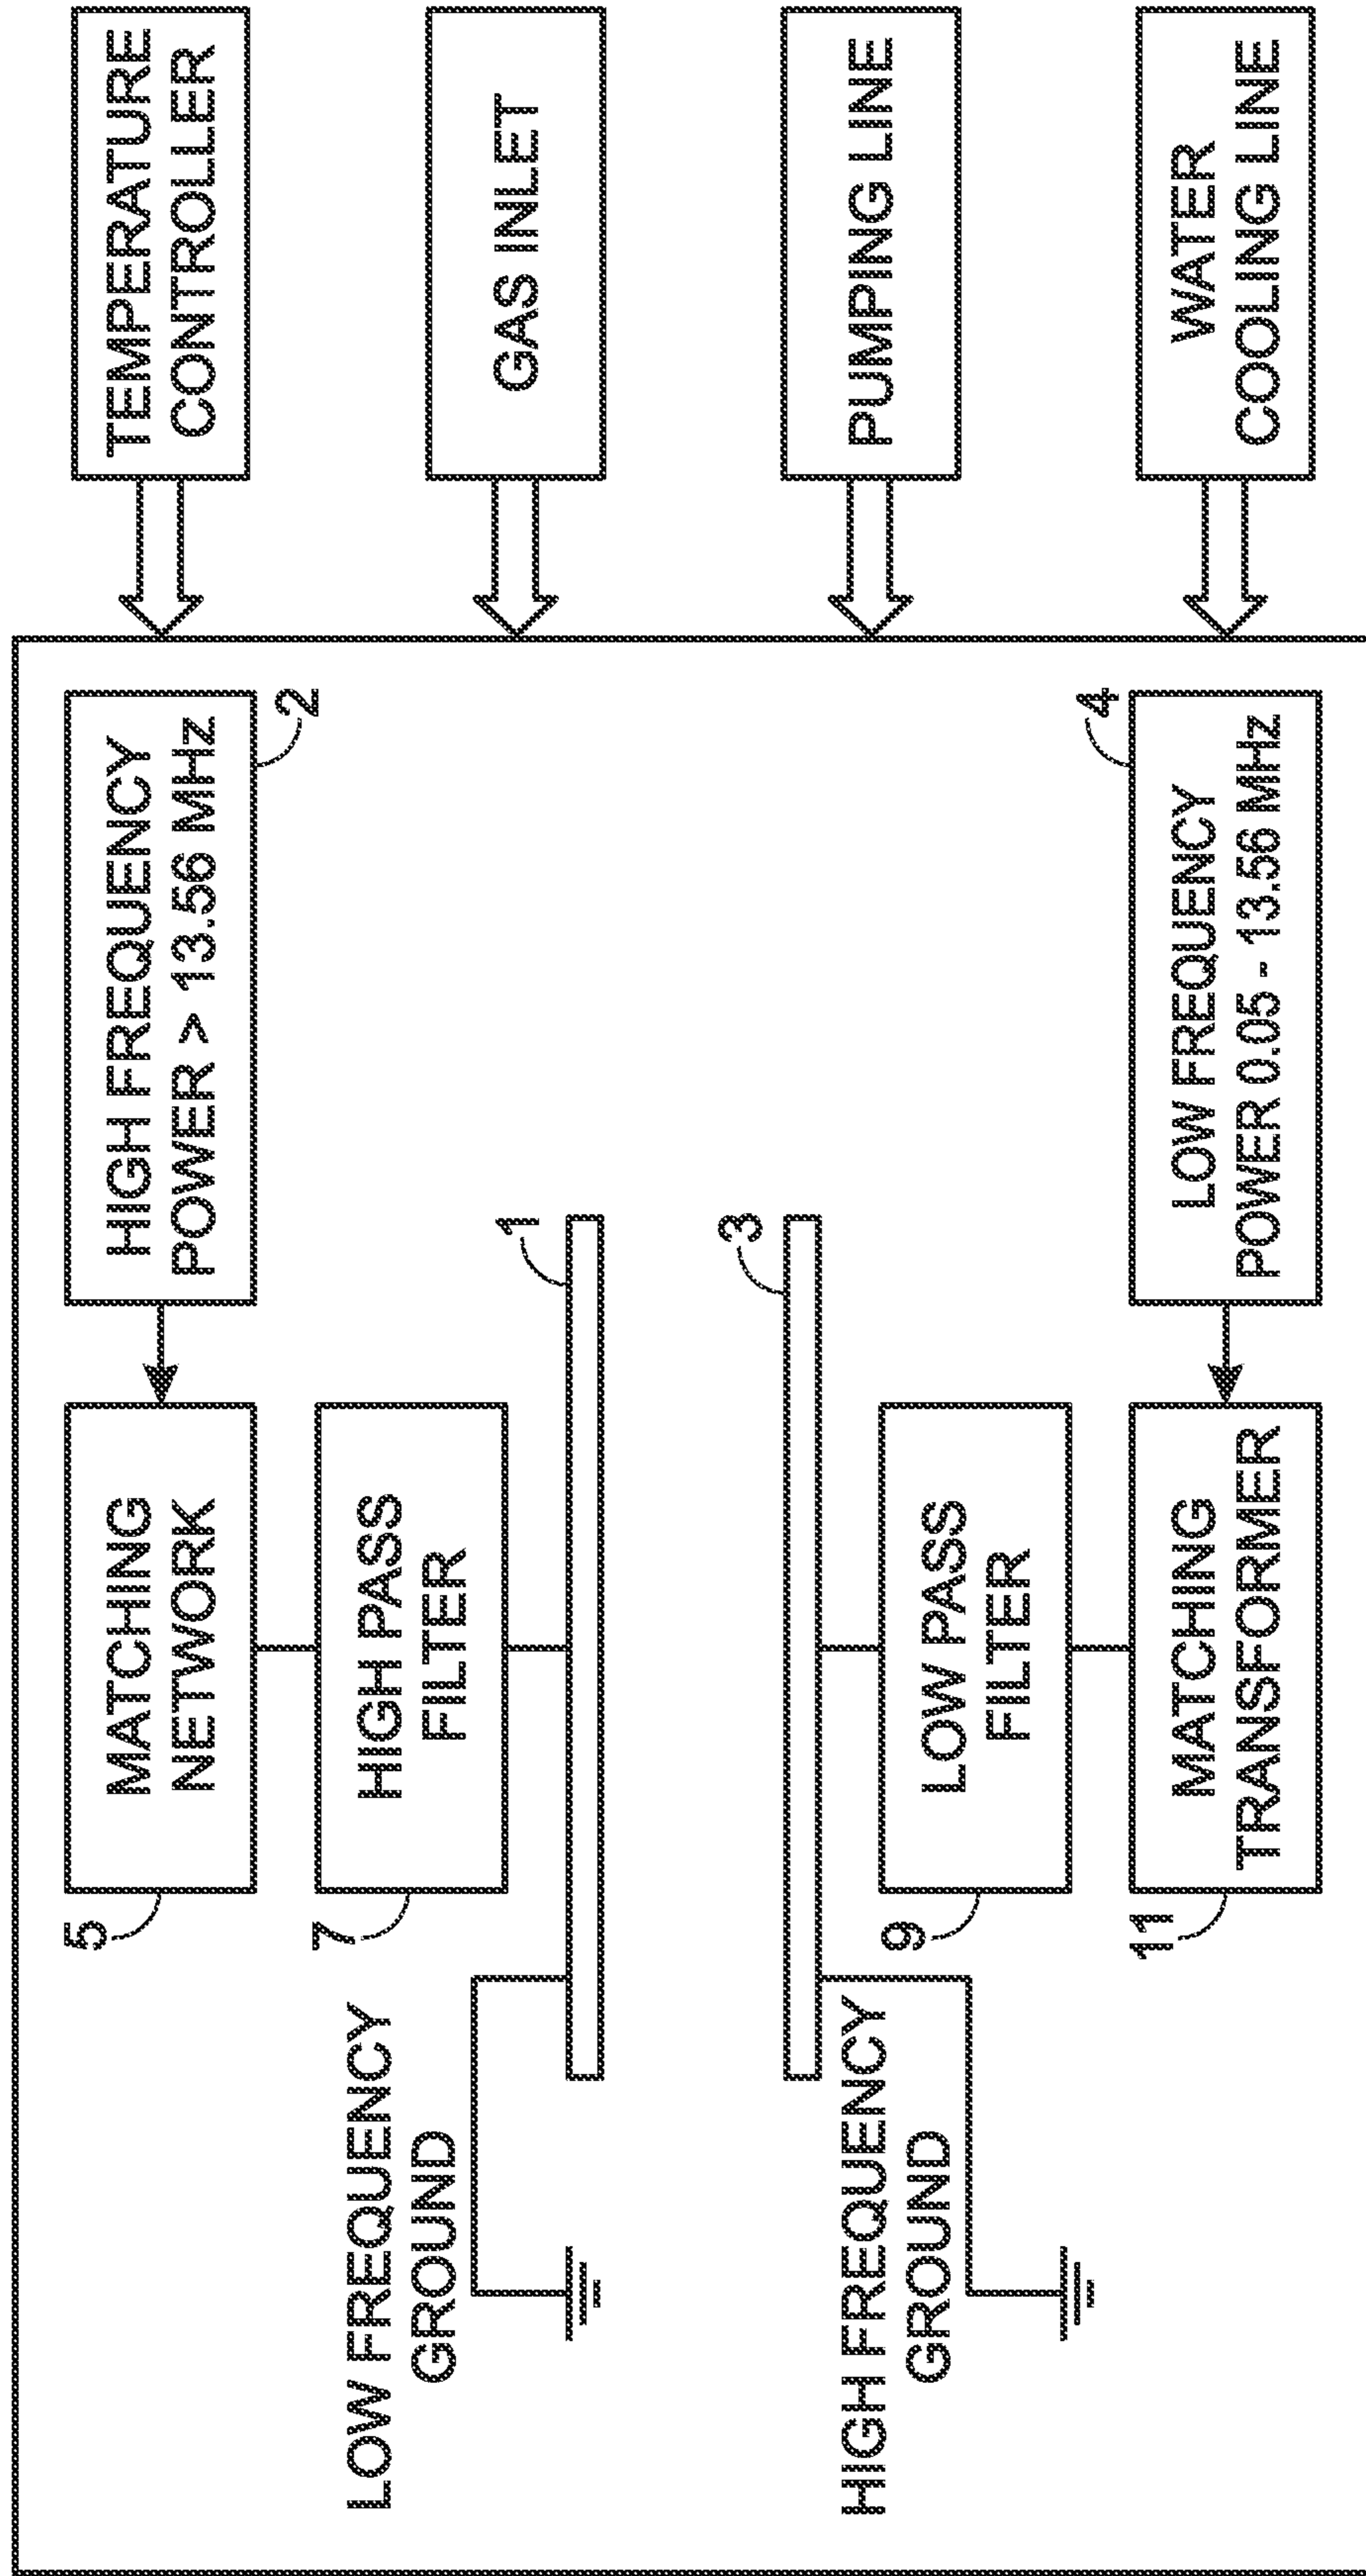 HIGH FREQUENCY
POWER > 13.56 MHz
2
MATCHING
NETWORK
5
HIGH PASS
FILTER
7
LOW FREQUENCY
GROUND
1
3
HIGH FREQUENCY
GROUND
LOW PASS
FILTER
9
MATCHING
TRANSFORMER
11
LOW FREQUENCY
POWER 0.05 - 13.56 MHz
4
TEMPERATURE
CONTROLLER
GAS INLET
PUMPING LINE
WATER
COOLING LINE